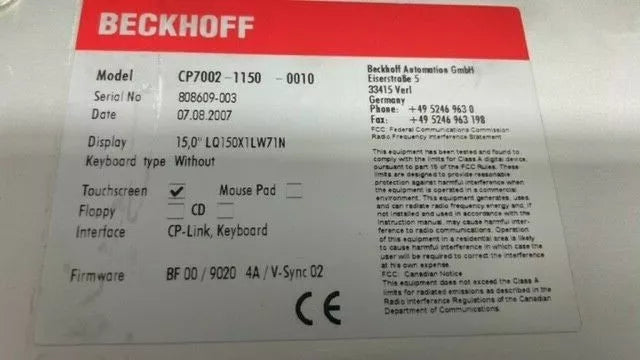 BECKHOFF
Model CP7002-1150-0010
Serial No 808609-003
Date 07.08.2007
Display 15,0" LQ150X1LW71N
Keyboard type Without
Touchscreen ✓ Mouse Pad
Floppy CD
Interface CP-Link, Keyboard
Firmware BF 00/9020 4A/V-Sync 02
CE
Beckhoff Automation GmbH
Eiserstraße 5
33415 Verl
Germany
Phone: +49 5246 963 0
Fax: +49 5246 963 198
FCC: Federal Communications Commission
Radio Frequency Interference Statement
This equipment has been tested and found to
comply with the limits for Class A digital device,
pursuant to part 15 of the FCC Rules. These
limits are designed to provide reasonable
protection against harmful interference when
the equipment is operated in a commercial
environment. This equipment generates, uses,
and can radiate radio frequency energy and, if
not installed and used in accordance with the
instruction manual, may cause harmful inter-
ference to radio communications. Operation
of this equipment in a residential area is likely
to cause harmful interference in which case the
user will be required to correct the interference
at his own expense.
FCC: Canadian Notice
This equipment does not exceed the Class A
limits for radiated emissions as described in the
Radio Interference Regulations of the Canadian
Department of Communications.